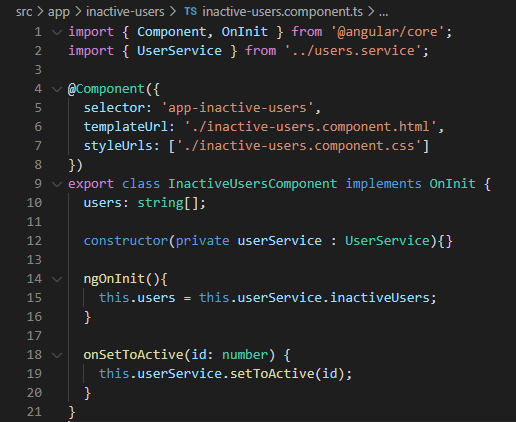 src > app > inactive-users > TS inactive-users.component.ts > ...
1 import { Component, OnInit } from '@angular/core';
2 import { UserService } from '../users.service';
3
4 @Component({
5   selector: 'app-inactive-users',
6   templateUrl: './inactive-users.component.html',
7   styleUrls: ['./inactive-users.component.css']
8 })
9 export class InactiveUsersComponent implements OnInit {
10   users: string[];
11
12   constructor(private userService : UserService){}
13
14   ngOnInit(){
15     this.users = this.userService.inactiveUsers;
16   }
17
18   onSetToActive(id: number) {
19     this.userService.setToActive(id);
20   }
21 }